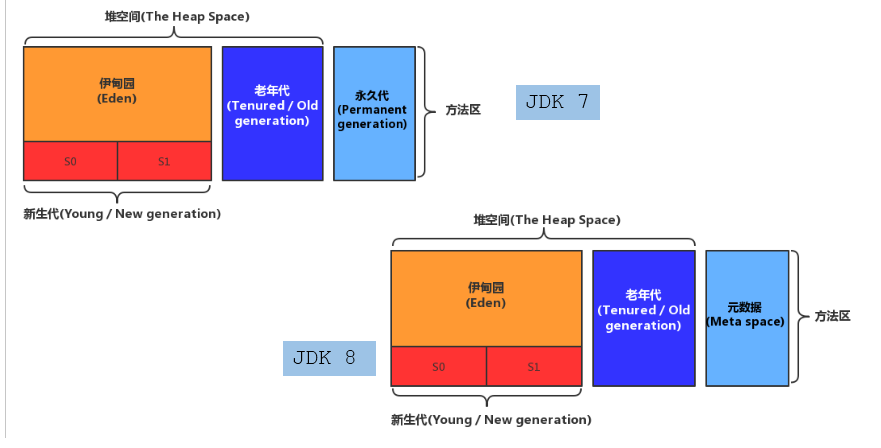 堆空间(The Heap Space)
伊甸园
(Eden)
老年代
(Tenured / Old
generation)
永久代
(Permanent
generation)
方法区
JDK 7
S0
S1
新生代(Young / New generation)
堆空间(The Heap Space)
伊甸园
(Eden)
老年代
(Tenured / Old
generation)
元数据
(Meta space)
方法区
JDK 8
S0
S1
新生代(Young / New generation)